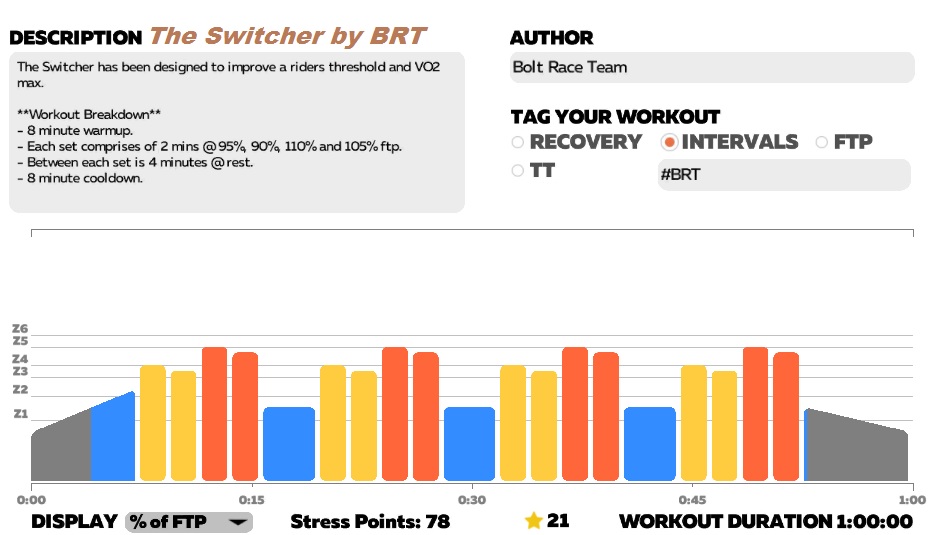 DESCRIPTION The Switcher by BRT
The Switcher has been designed to improve a riders threshold and VO2
max.
**Workout Breakdown**
- 8 minute warmup.
- Each set comprises of 2 mins @ 95%, 90%, 110% and 105% ftp.
- Between each set is 4 minutes @ rest.
- 8 minute cooldown.
AUTHOR
Bolt Race Team
TAG YOUR WORKOUT
RECOVERY INTERVALS FTP
TT #BRT
Z6
Z5
Z4
Z3
Z2
Z1
0:00 0:15 0:30 0:45 1:00
DISPLAY % of FTP Stress Points: 78 21 WORKOUT DURATION 1:00:00